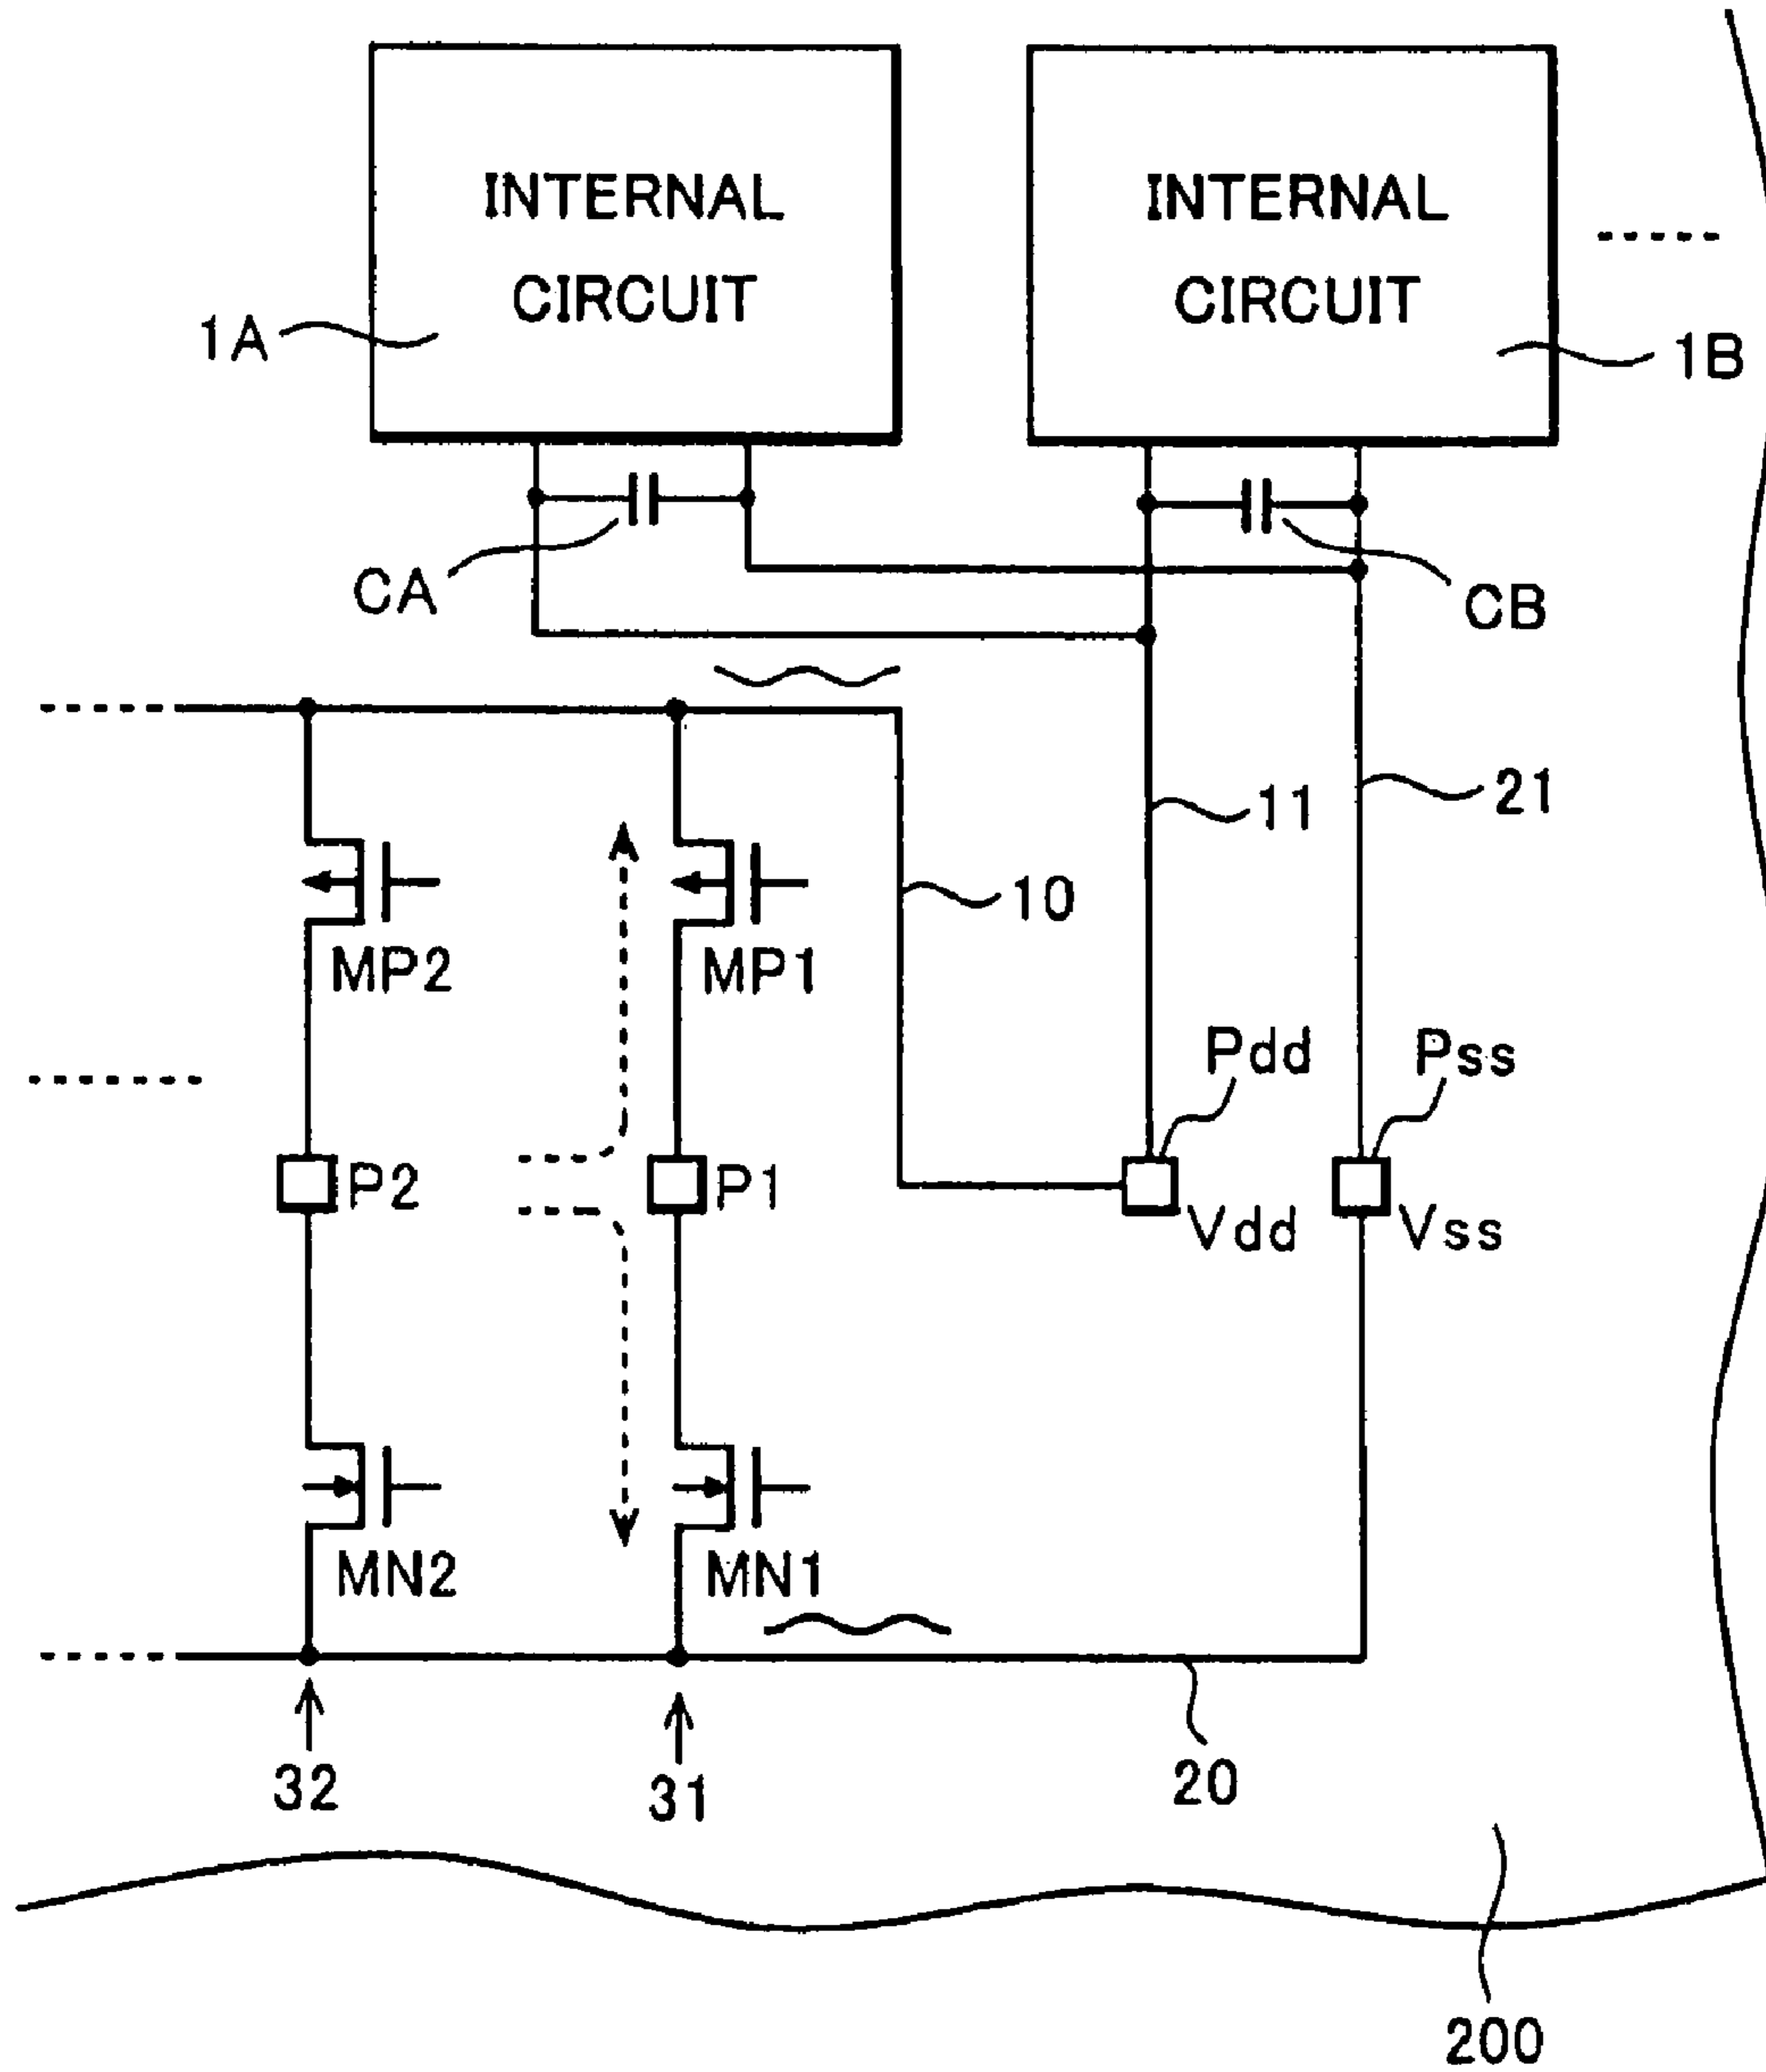 INTERNAL
CIRCUIT
INTERNAL
CIRCUIT
1A
1B
CA
CB
11
21
10
MP2
MP1
Pdd
Pss
P2
P1
Vdd
Vss
MN2
MN1
32
31
20
200